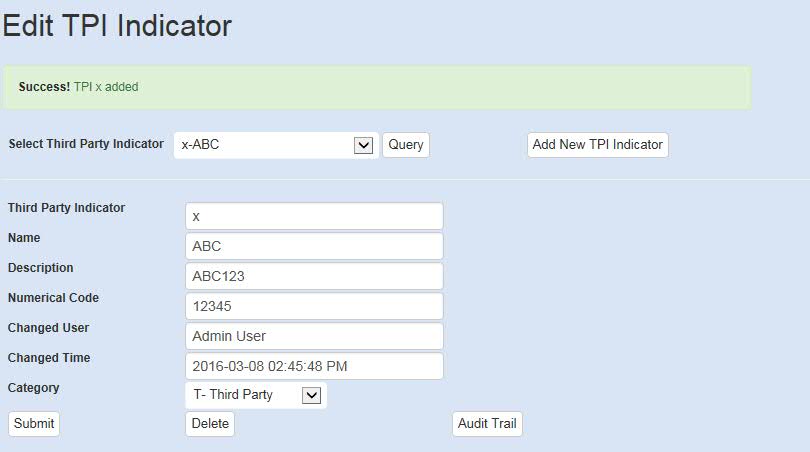 Edit TPI Indicator
Success! TPI x added
Select Third Party Indicator x-ABC Query Add New TPI Indicator
Third Party Indicator x
Name ABC
Description ABC123
Numerical Code 12345
Changed User Admin User
Changed Time 2016-03-08 02:45:48 PM
Category T- Third Party
Submit Delete Audit Trail